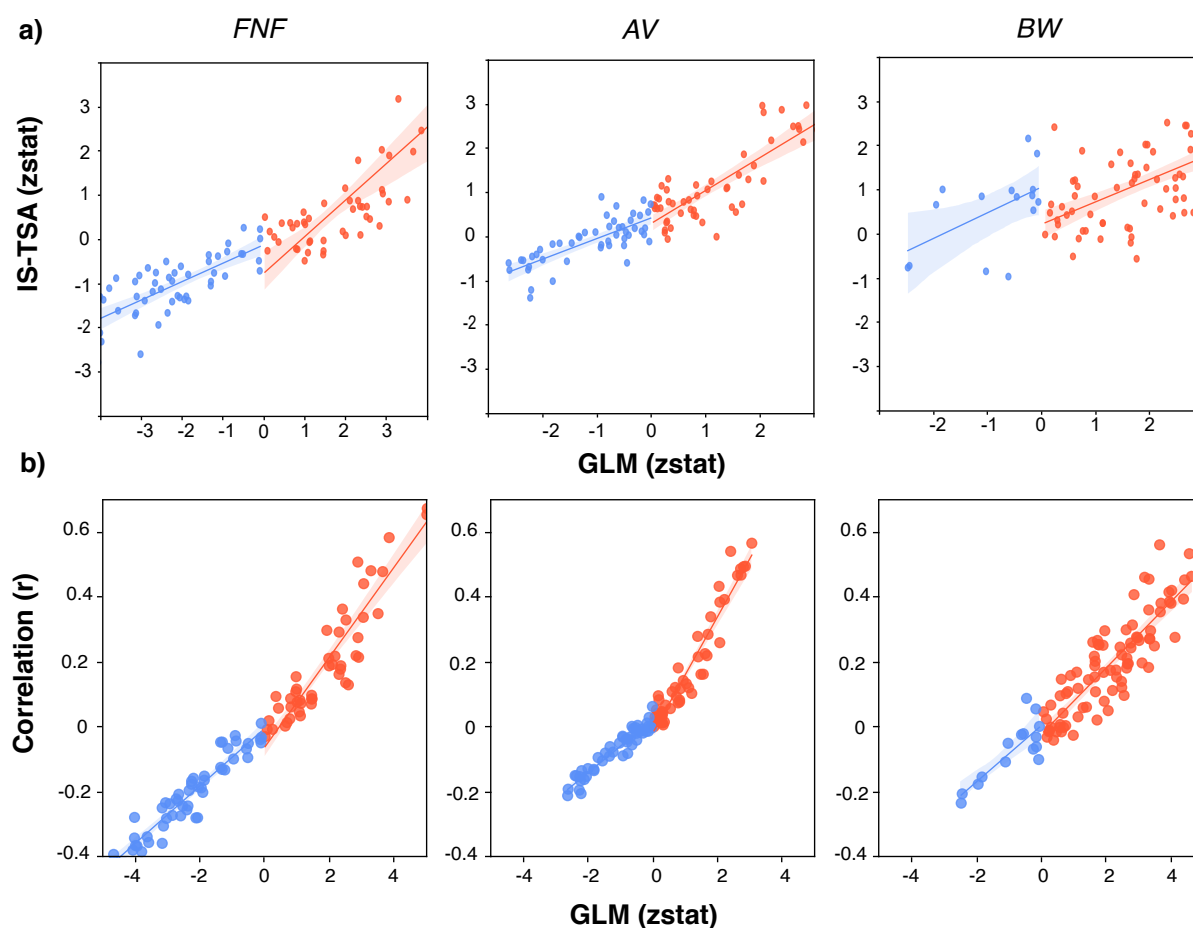 a) FNF AV BW
IS-TSA (zstat)
3 2 1 0 -1 -2 -3
-3 -2 -1 0 1 2 3
3 2 1 0 -1 -2 -3
-2 -1 0 1 2
3 2 1 0 -1 -2 -3
-2 -1 0 1 2
GLM (zstat)
b)
Correlation (r)
0.6 0.4 0.2 0 -0.2 -0.4
-4 -2 0 2 4
0.6 0.4 0.2 0 -0.2 -0.4
-4 -2 0 2 4
0.6 0.4 0.2 0 -0.2 -0.4
-4 -2 0 2 4
GLM (zstat)